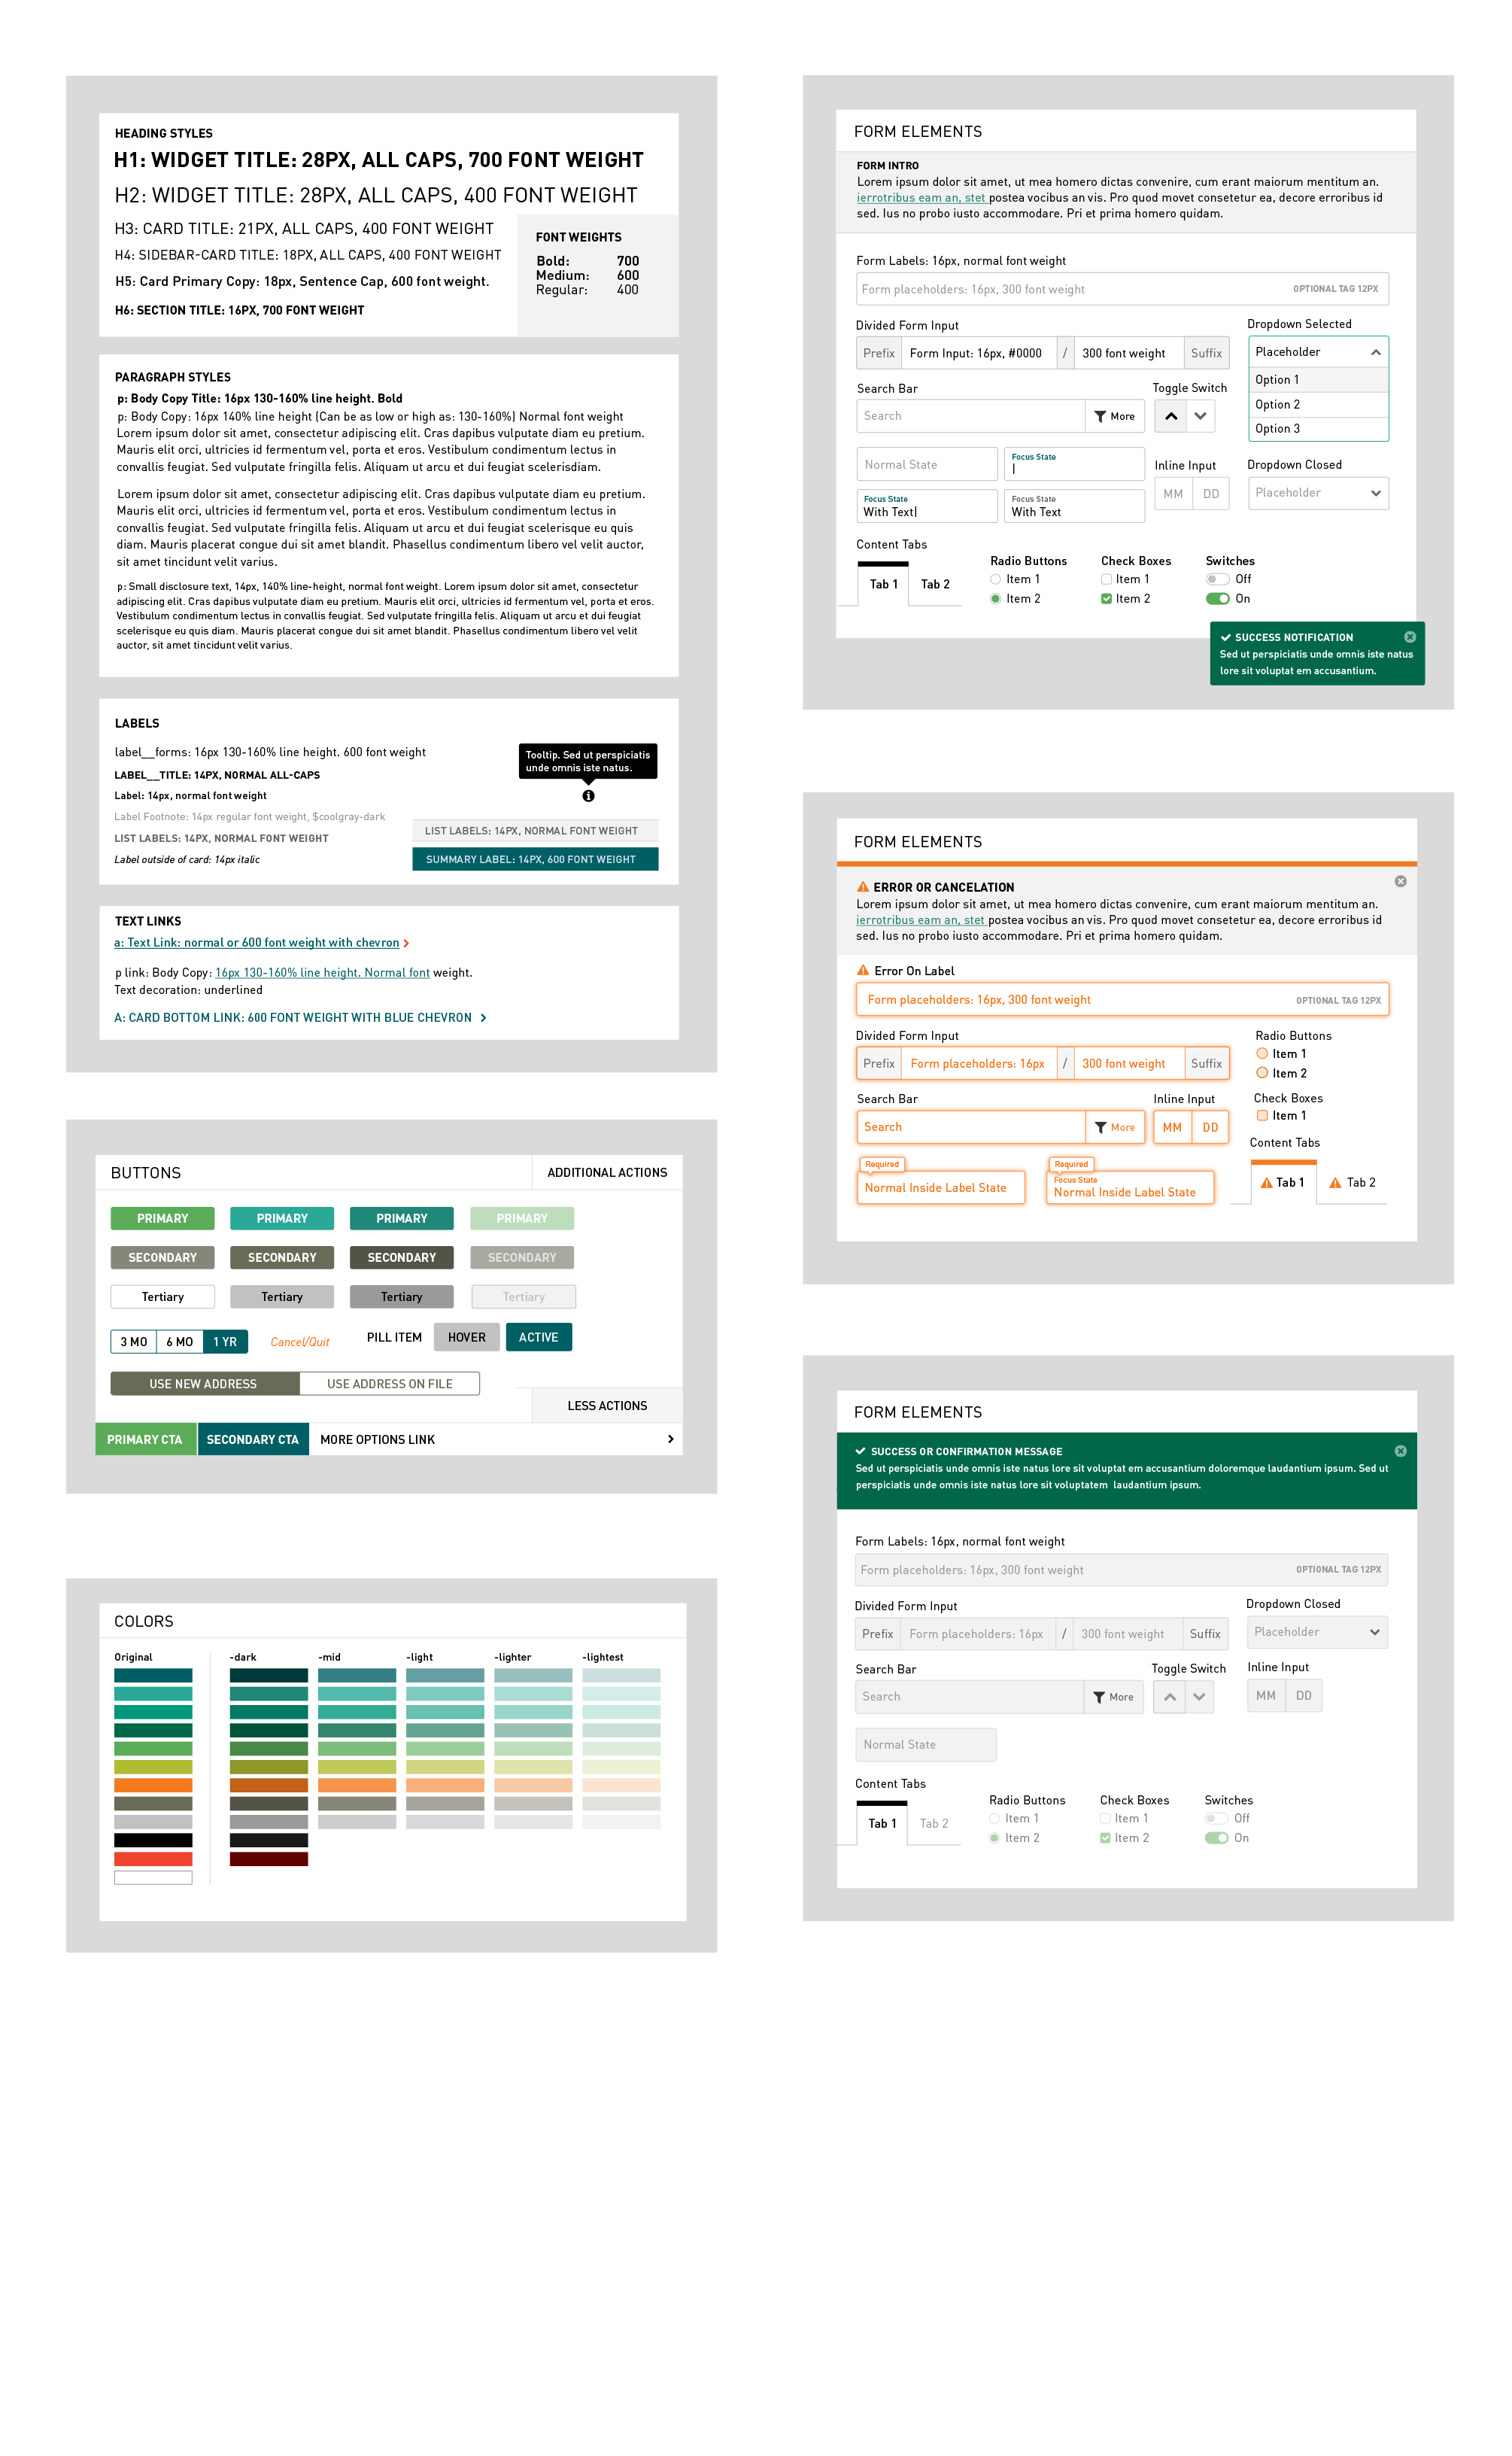 HEADING STYLES
H1: WIDGET TITLE: 28PX, ALL CAPS, 700 FONT WEIGHT
H2: WIDGET TITLE: 28PX, ALL CAPS, 400 FONT WEIGHT
H3: CARD TITLE: 21PX, ALL CAPS, 400 FONT WEIGHT
H4: SIDEBAR-CARD TITLE: 18PX, ALL CAPS, 400 FONT WEIGHT
H5: Card Primary Copy: 18px, Sentence Cap, 600 font weight.
H6: SECTION TITLE: 16PX, 700 FONT WEIGHT
FONT WEIGHTS
Bold: 700
Medium: 600
Regular: 400
PARAGRAPH STYLES
p: Body Copy Title: 16px 130-160% line height. Bold
p: Body Copy: 16px 140% line height (Can be as low or high as: 130-160%) Normal font weight
Lorem ipsum dolor sit amet, consectetur adipiscing elit. Cras dapibus vulputate diam eu pretium.
Mauris elit orci, ultricies id fermentum vel, porta et eros. Vestibulum condimentum lectus in
convallis feugiat. Sed vulputate fringilla felis. Aliquam ut arcu et dui feugiat scelerisdiam.
Lorem ipsum dolor sit amet, consectetur adipiscing elit. Cras dapibus vulputate diam eu pretium.
Mauris elit orci, ultricies id fermentum vel, porta et eros. Vestibulum condimentum lectus in
convallis feugiat. Sed vulputate fringilla felis. Aliquam ut arcu et dui feugiat scelerisque eu quis
diam. Mauris placerat congue dui sit amet blandit. Phasellus condimentum libero vel velit auctor,
sit amet tincidunt velit varius.
p: Small disclosure text, 14px, 140% line-height, normal font weight. Lorem ipsum dolor sit amet, consectetur
adipiscing elit. Cras dapibus vulputate diam eu pretium. Mauris elit orci, ultricies id fermentum vel, porta et eros.
Vestibulum condimentum lectus in convallis feugiat. Sed vulputate fringilla felis. Aliquam ut arcu et dui feugiat
scelerisque eu quis diam. Mauris placerat congue dui sit amet blandit. Phasellus condimentum libero vel velit
auctor, sit amet tincidunt velit varius.
LABELS
label__forms: 16px 130-160% line height. 600 font weight
LABEL__TITLE: 14PX, NORMAL ALL-CAPS
Label: 14px, normal font weight
Label Footnote: 14px regular font weight, $coolgray-dark
LIST LABELS: 14PX, NORMAL FONT WEIGHT
Label outside of card: 14px italic
Tooltip. Sed ut perspiciatis
unde omnis iste natus.
LIST LABELS: 14PX, NORMAL FONT WEIGHT
SUMMARY LABEL: 14PX, 600 FONT WEIGHT
TEXT LINKS
a: Text Link: normal or 600 font weight with chevron
p link: Body Copy: 16px 130-160% line height. Normal font weight.
Text decoration: underlined
A: CARD BOTTOM LINK: 600 FONT WEIGHT WITH BLUE CHEVRON
BUTTONS
ADDITIONAL ACTIONS
PRIMARY PRIMARY PRIMARY PRIMARY
SECONDARY SECONDARY SECONDARY SECONDARY
Tertiary Tertiary Tertiary Tertiary
3 MO 6 MO 1 YR Cancel/Quit PILL ITEM HOVER ACTIVE
USE NEW ADDRESS USE ADDRESS ON FILE
LESS ACTIONS
PRIMARY CTA SECONDARY CTA MORE OPTIONS LINK
COLORS
Original -dark -mid -light -lighter -lightest
FORM ELEMENTS
FORM INTRO
Lorem ipsum dolor sit amet, ut mea homero dictas convenire, cum erant maiorum mentitum an.
ierrotribus eam an, stet postea vocibus an vis. Pro quod movet consetetur ea, decore erroribus id
sed. Ius no probo iusto accommodare. Pri et prima homero quidam.
Form Labels: 16px, normal font weight
Form placeholders: 16px, 300 font weight OPTIONAL TAG 12PX
Divided Form Input
Prefix Form Input: 16px, #0000 / 300 font weight Suffix
Dropdown Selected
Placeholder
Option 1
Option 2
Option 3
Search Bar
Search More
Toggle Switch
Normal State
Focus State
Focus State
With Text
Focus State
With Text
Inline Input
MM DD
Dropdown Closed
Placeholder
Content Tabs
Tab 1 Tab 2
Radio Buttons
Item 1
Item 2
Check Boxes
Item 1
Item 2
Switches
Off
On
SUCCESS NOTIFICATION
Sed ut perspiciatis unde omnis iste natus
lore sit voluptat em accusantium.
FORM ELEMENTS
ERROR OR CANCELATION
Lorem ipsum dolor sit amet, ut mea homero dictas convenire, cum erant maiorum mentitum an.
ierrotribus eam an, stet postea vocibus an vis. Pro quod movet consetetur ea, decore erroribus id
sed. Ius no probo iusto accommodare. Pri et prima homero quidam.
Error On Label
Form placeholders: 16px, 300 font weight OPTIONAL TAG 12PX
Divided Form Input
Prefix Form placeholders: 16px / 300 font weight Suffix
Radio Buttons
Item 1
Item 2
Search Bar
Search More
Inline Input
MM DD
Check Boxes
Item 1
Required
Normal Inside Label State
Required
Focus State
Normal Inside Label State
Content Tabs
Tab 1 Tab 2
FORM ELEMENTS
SUCCESS OR CONFIRMATION MESSAGE
Sed ut perspiciatis unde omnis iste natus lore sit voluptat em accusantium doloremque laudantium ipsum. Sed ut
perspiciatis unde omnis iste natus lore sit voluptatem laudantium ipsum.
Form Labels: 16px, normal font weight
Form placeholders: 16px, 300 font weight OPTIONAL TAG 12PX
Divided Form Input
Prefix Form placeholders: 16px / 300 font weight Suffix
Dropdown Closed
Placeholder
Search Bar
Search More
Toggle Switch
Inline Input
MM DD
Normal State
Content Tabs
Tab 1 Tab 2
Radio Buttons
Item 1
Item 2
Check Boxes
Item 1
Item 2
Switches
Off
On